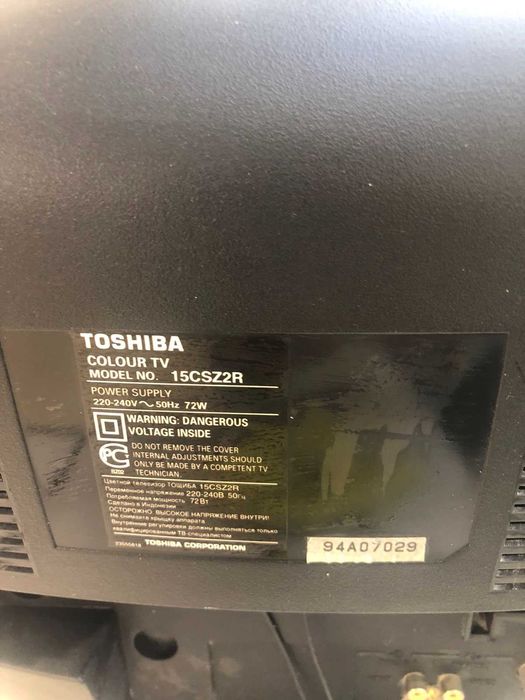 TOSHIBA
COLOUR TV
MODEL NO. 15CSZ2R
POWER SUPPLY
220-240V～50Hz 72W
WARNING: DANGEROUS
VOLTAGE INSIDE
DO NOT REMOVE THE COVER
INTERNAL ADJUSTMENTS SHOULD
ONLY BE MADE BY A COMPETENT TV
TECHNICIAN.
PC
BZ02
Цветной телевизор ТОЩИБА 15CSZ2R
Переменное напряжение 220-240В 50Гц
Потребляемая мощность 72Вт
Сделано в Индонезии
ОСТОРОЖНО: ВЫСОКОЕ НАПРЯЖЕНИЕ ВНУТРИ!
Не снимайте крышку аппарата
Внутренние регулировки должны выполняться только
квалифицированным ТВ-специалистом
TOSHIBA CORPORATION
94A07029